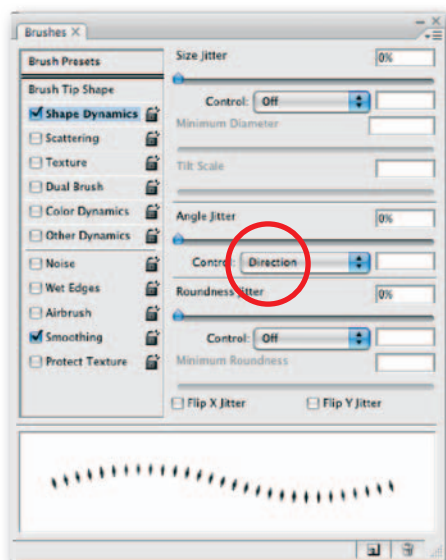 Brushes ×
Brush Presets
Brush Tip Shape
Shape Dynamics
Scattering
Texture
Dual Brush
Color Dynamics
Other Dynamics
Noise
Wet Edges
Airbrush
Smoothing
Protect Texture
Size Jitter 0%
Control: Off
Minimum Diameter
Tilt Scale
Angle Jitter 0%
Control: Direction
Roundness Jitter 0%
Control: Off
Minimum Roundness
Flip X Jitter Flip Y Jitter